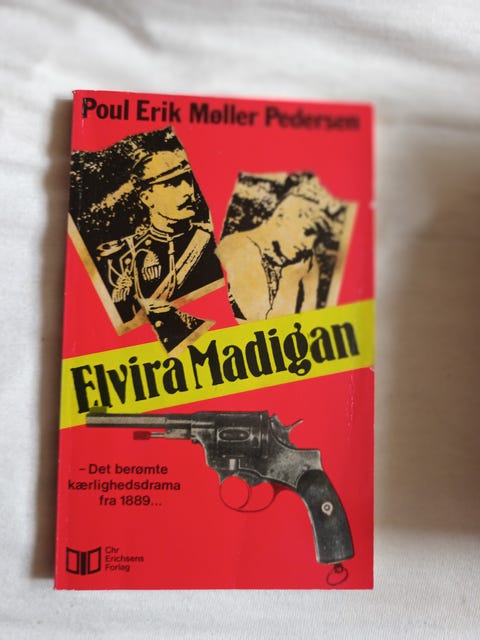 Poul Erik Møller Pedersen
Elvira Madigan
– Det berømte
kærlighedsdrama
fra 1889...
Chr
Erichsens
Forlag